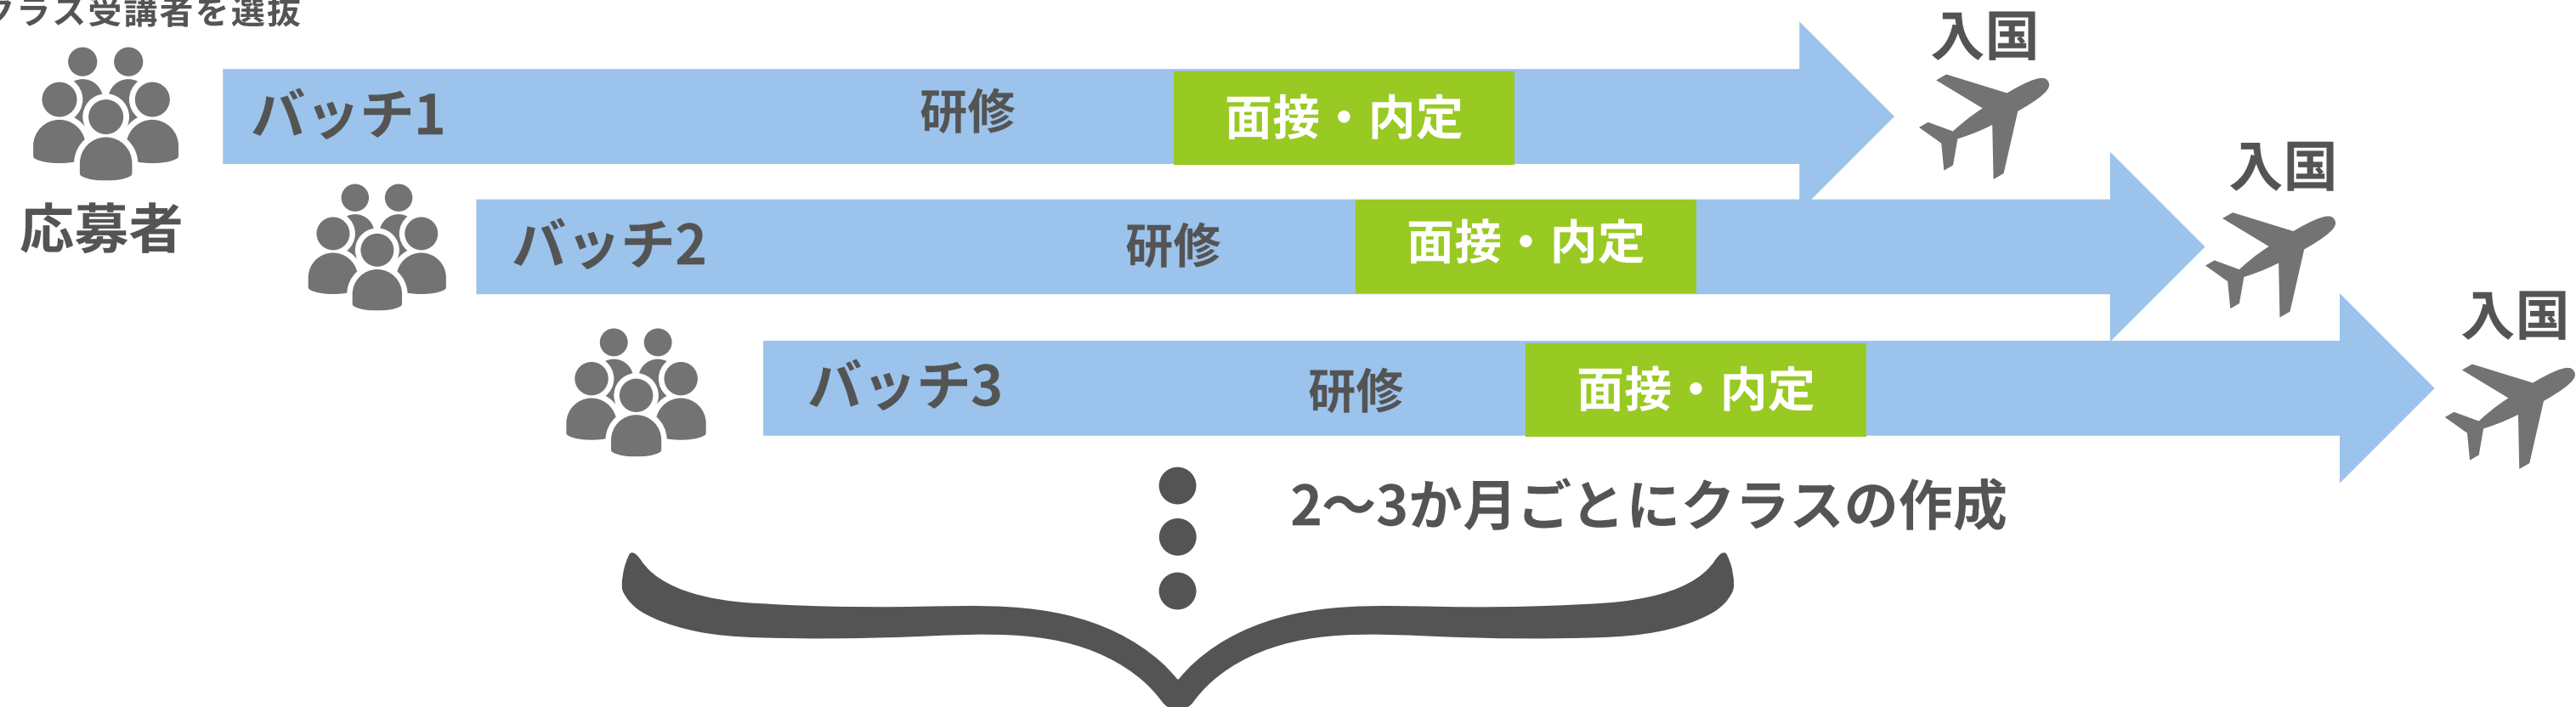 クラス受講者を選抜
入国
バッチ1
研修
面接・内定
応募者
入国
バッチ2
研修
面接・内定
入国
バッチ3
研修
面接・内定
2～3か月ごとにクラスの作成